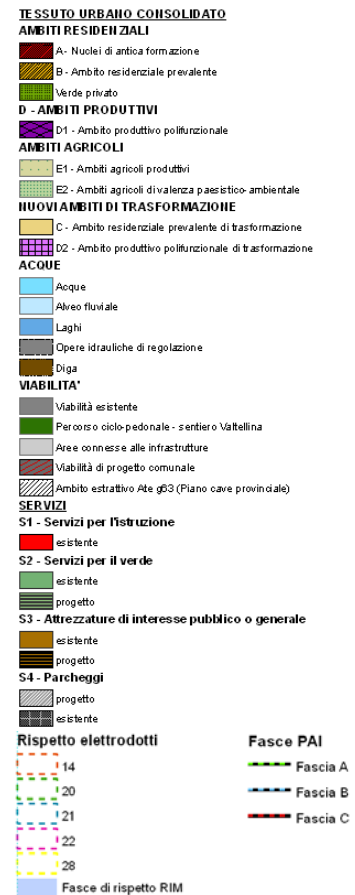 TESSUTO URBANO CONSOLIDATO
AMBITI RESIDENZIALI
A- Nuclei di antica formazione
B - Ambito residenziale prevalente
Verde privato
D - AMBITI PRODUTTIVI
D1 - Ambito produttivo polifunzionale
AMBITI AGRICOLI
E1 - Ambiti agricoli produttivi
E2 - Ambiti agricoli di valenza paesistico-ambientale
NUOVI AMBITI DI TRASFORMAZIONE
C - Ambito residenziale prevalente di trasformazione
D2 - Ambito produttivo polifunzionale di trasformazione
ACQUE
Acque
Alveo fluviale
Laghi
Opere idrauliche di regolazione
Diga
VIABILITA'
Viabilità esistente
Percorso ciclo-pedonale - sentiero Valtellina
Aree connesse alle infrastrutture
Viabilità di progetto comunale
Ambito estrattivo Ate g63 (Piano cave provinciale)
SERVIZI
S1 - Servizi per l'istruzione
esistente
S2 - Servizi per il verde
esistente
progetto
S3 - Attrezzature di interesse pubblico o generale
esistente
progetto
S4 - Parcheggi
progetto
esistente
Rispetto elettrodotti
14
20
21
22
28
Fasce di rispetto RIM
Fasce PAI
Fascia A
Fascia B
Fascia C